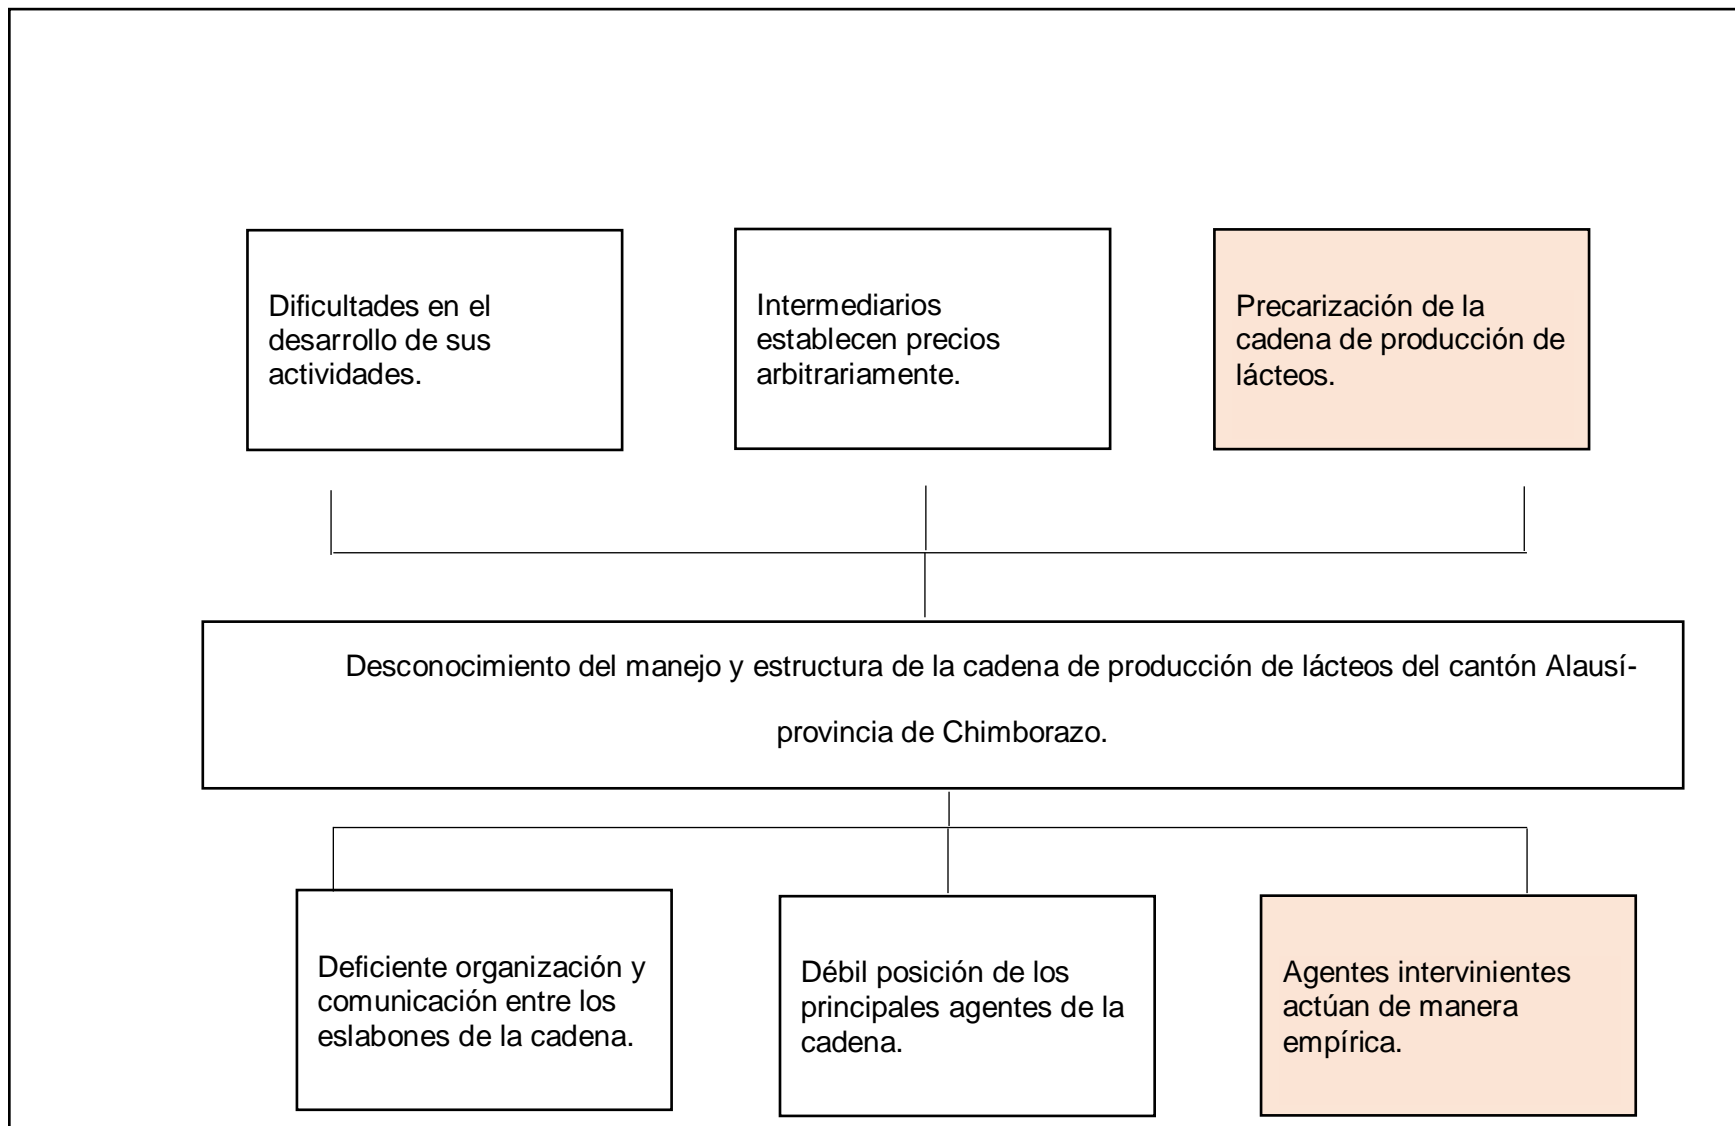 Dificultades en el
desarrollo de sus
actividades.
Intermediarios
establecen precios
arbitrariamente.
Precarización de la
cadena de producción de
lácteos.
Desconocimiento del manejo y estructura de la cadena de producción de lácteos del cantón Alausí-
provincia de Chimborazo.
Deficiente organización y
comunicación entre los
eslabones de la cadena.
Débil posición de los
principales agentes de la
cadena.
Agentes intervinientes
actúan de manera
empírica.